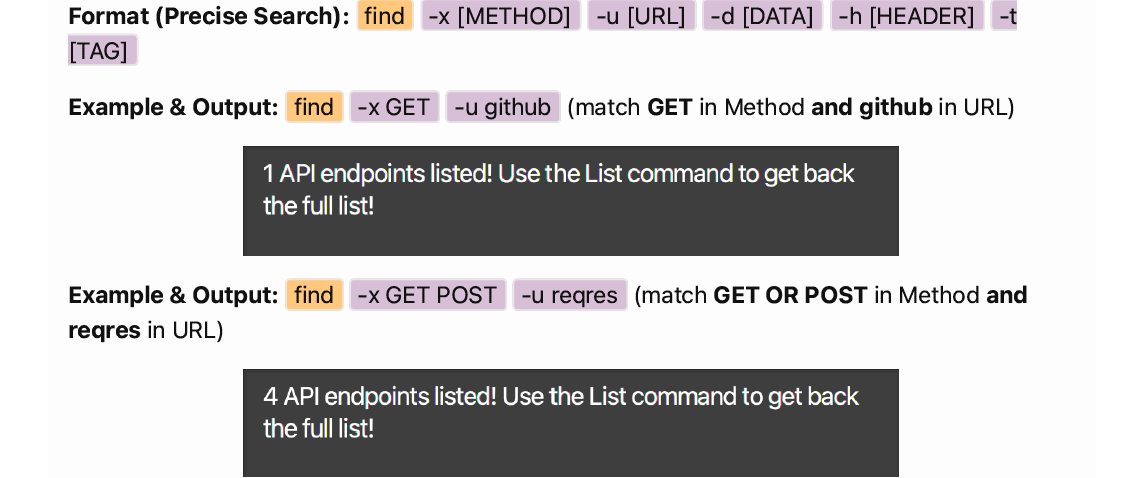 Format (Precise Search): find -x [METHOD] -u [URL] -d [DATA] -h [HEADER] -t
[TAG]
Example & Output: find -x GET -u github (match GET in Method and github in URL)
1 API endpoints listed! Use the List command to get back
the full list!
Example & Output: find -x GET POST -u reqres (match GET OR POST in Method and
reqres in URL)
4 API endpoints listed! Use the List command to get back
the full list!